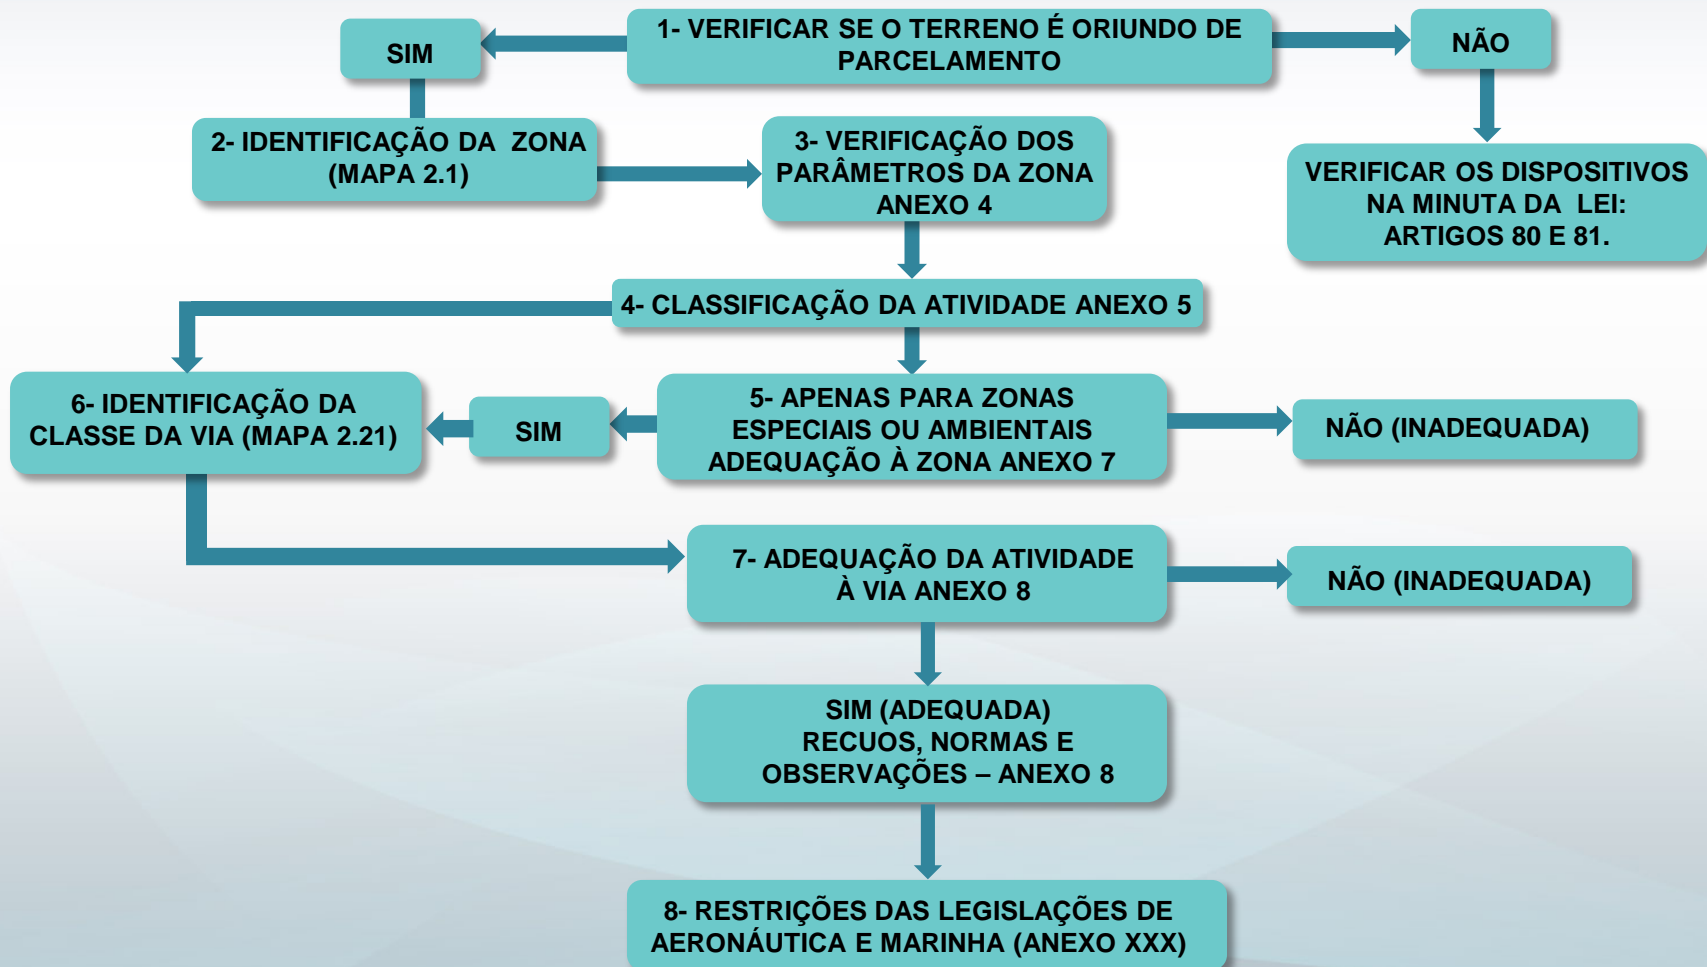 1- VERIFICAR SE O TERRENO É ORIUNDO DE
PARCELAMENTO
SIM
NÃO
2- IDENTIFICAÇÃO DA ZONA
(MAPA 2.1)
3- VERIFICAÇÃO DOS
PARÂMETROS DA ZONA
ANEXO 4
VERIFICAR OS DISPOSITIVOS
NA MINUTA DA LEI:
ARTIGOS 80 E 81.
4- CLASSIFICAÇÃO DA ATIVIDADE ANEXO 5
6- IDENTIFICAÇÃO DA
CLASSE DA VIA (MAPA 2.21)
SIM
5- APENAS PARA ZONAS
ESPECIAIS OU AMBIENTAIS
ADEQUAÇÃO À ZONA ANEXO 7
NÃO (INADEQUADA)
7- ADEQUAÇÃO DA ATIVIDADE
À VIA ANEXO 8
NÃO (INADEQUADA)
SIM (ADEQUADA)
RECUOS, NORMAS E
OBSERVAÇÕES – ANEXO 8
8- RESTRIÇÕES DAS LEGISLAÇÕES DE
AERONÁUTICA E MARINHA (ANEXO XXX)